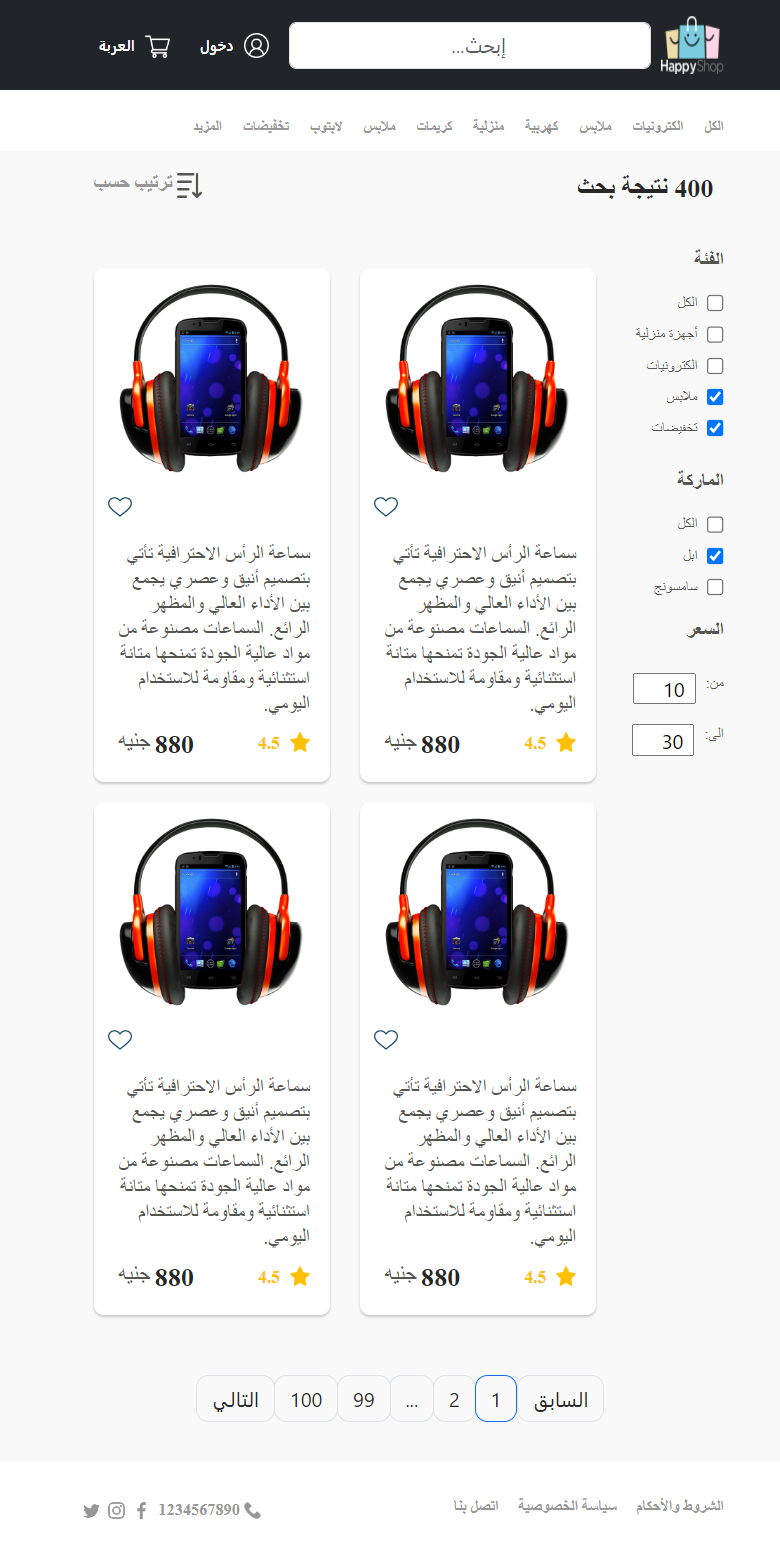 HappyShop
إبحث...
دخول
العربة
الكل الكترونيات ملابس كهربية منزلية كريمات ملابس لابتوب تخفيضات المزيد
400 نتيجة بحث
ترتيب حسب
الفئة
الكل
أجهزة منزلية
الكترونيات
ملابس
تخفيضات
الماركة
الكل
ابل
سامسونج
السعر
من: 10
الى: 30
سماعة الرأس الاحترافية تأتي
بتصميم أنيق وعصري يجمع
بين الأداء العالي والمظهر
الرائع. السماعات مصنوعة من
مواد عالية الجودة تمنحها متانة
استثنائية ومقاومة للاستخدام
اليومي.
4.5
880 جنيه
سماعة الرأس الاحترافية تأتي
بتصميم أنيق وعصري يجمع
بين الأداء العالي والمظهر
الرائع. السماعات مصنوعة من
مواد عالية الجودة تمنحها متانة
استثنائية ومقاومة للاستخدام
اليومي.
4.5
880 جنيه
سماعة الرأس الاحترافية تأتي
بتصميم أنيق وعصري يجمع
بين الأداء العالي والمظهر
الرائع. السماعات مصنوعة من
مواد عالية الجودة تمنحها متانة
استثنائية ومقاومة للاستخدام
اليومي.
4.5
880 جنيه
سماعة الرأس الاحترافية تأتي
بتصميم أنيق وعصري يجمع
بين الأداء العالي والمظهر
الرائع. السماعات مصنوعة من
مواد عالية الجودة تمنحها متانة
استثنائية ومقاومة للاستخدام
اليومي.
4.5
880 جنيه
السابق 1 2 ... 99 100 التالي
الشروط والأحكام سياسة الخصوصية اتصل بنا
1234567890